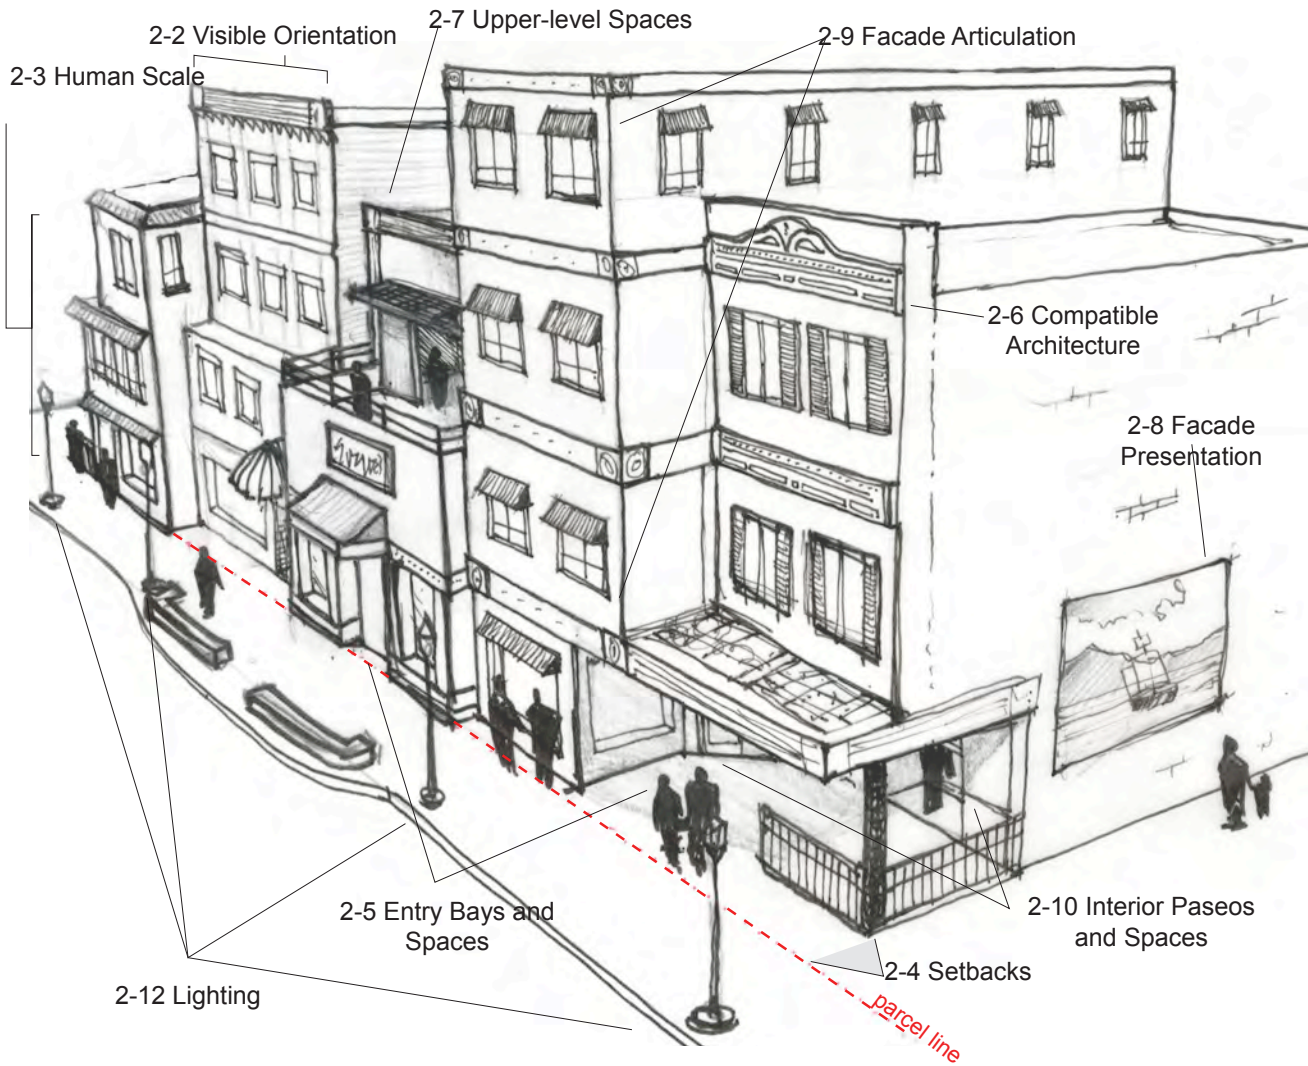 2-7 Upper-level Spaces
2-2 Visible Orientation
2-9 Facade Articulation
2-3 Human Scale
2-6 Compatible
Architecture
2-8 Facade
Presentation
2-5 Entry Bays and
Spaces
2-10 Interior Paseos
and Spaces
2-4 Setbacks
2-12 Lighting
parcel line